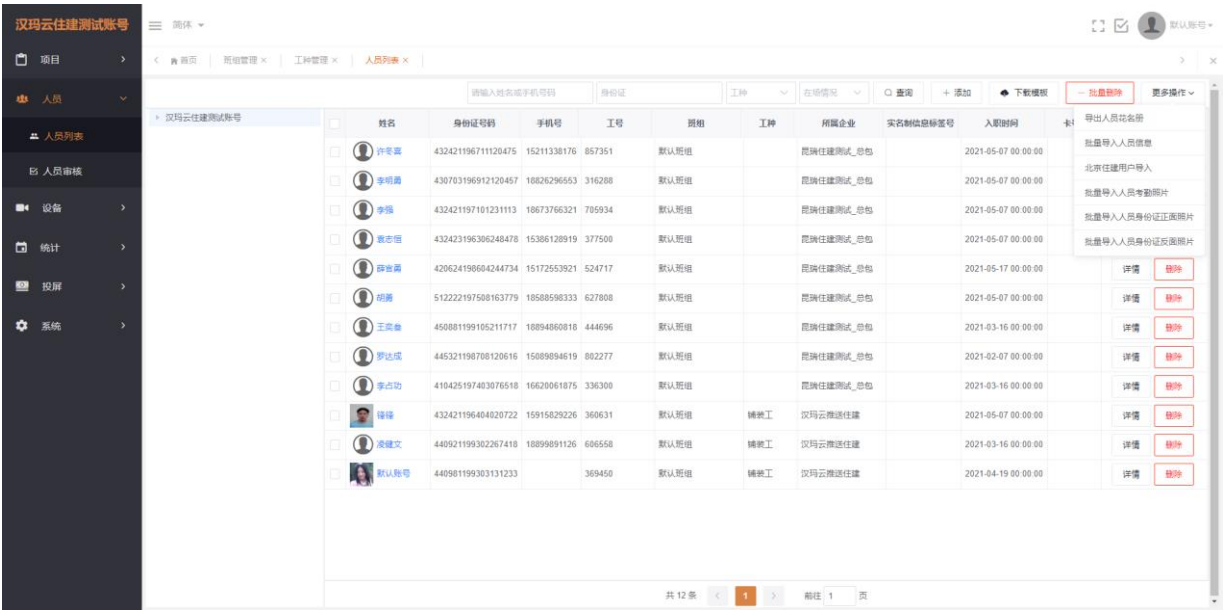 汉玛云住建测试账号 简体 默认账号
项目 首页 班组管理 × 工种管理 × 人员列表 ×
人员 请输入姓名或手机号码 身份证 工种 在场情况 查询 + 添加 下载模板 批量删除 更多操作
人员列表
人员审核
设备
统计
投屏
系统
汉玛云住建测试账号
姓名 身份证号码 手机号 工号 班组 工种 所属企业 实名制信息标签号 入职时间
导出人员花名册
批量导入人员信息
北京住建用户导入
批量导入人员考勤照片
批量导入人员身份证正面照片
批量导入人员身份证反面照片
432421196711120475 15211338176 857351 默认班组 昆瑞住建测试_总包 2021-05-07 00:00:00
李明勇 430703196912120457 18826296553 316288 默认班组 昆瑞住建测试_总包 2021-05-07 00:00:00
李强 432421197101231113 18673766321 705934 默认班组 昆瑞住建测试_总包 2021-05-07 00:00:00
袁志恒 432423196306248478 15386128919 377500 默认班组 昆瑞住建测试_总包 2021-05-07 00:00:00
薛官勇 420624198604244734 15172553921 524717 默认班组 昆瑞住建测试_总包 2021-05-17 00:00:00 详情 删除
胡勇 512222197508163779 18588598333 627808 默认班组 昆瑞住建测试_总包 2021-05-07 00:00:00 详情 删除
450881199105211717 18894860818 444696 默认班组 昆瑞住建测试_总包 2021-03-16 00:00:00 详情 删除
罗达成 445321198708120616 15089894619 802277 默认班组 昆瑞住建测试_总包 2021-02-07 00:00:00 详情 删除
李占功 410425197403076518 16620061875 336300 默认班组 昆瑞住建测试_总包 2021-03-16 00:00:00 详情 删除
锋锋 432421196404020722 15915829226 360631 默认班组 铺装工 汉玛云推送住建 2021-05-07 00:00:00 详情 删除
凌健文 440921199302267418 18899891126 606558 默认班组 汉玛云推送住建 2021-03-16 00:00:00 详情 删除
默认账号 440981199303131233 369450 默认班组 铺装工 汉玛云推送住建 2021-04-19 00:00:00 详情 删除
共 12 条 1 前往 1 页